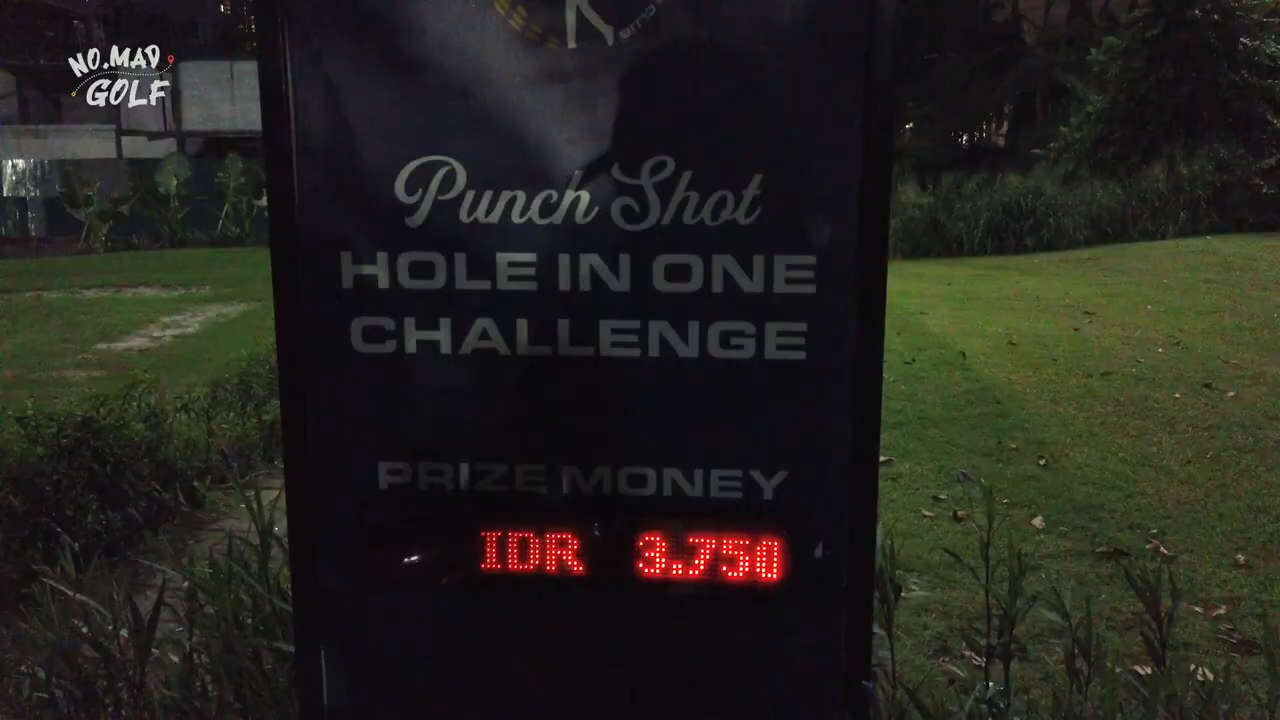 NO.MAD
GOLF
Punch Shot
HOLE IN ONE
CHALLENGE
PRIZE MONEY
IDR 3.750